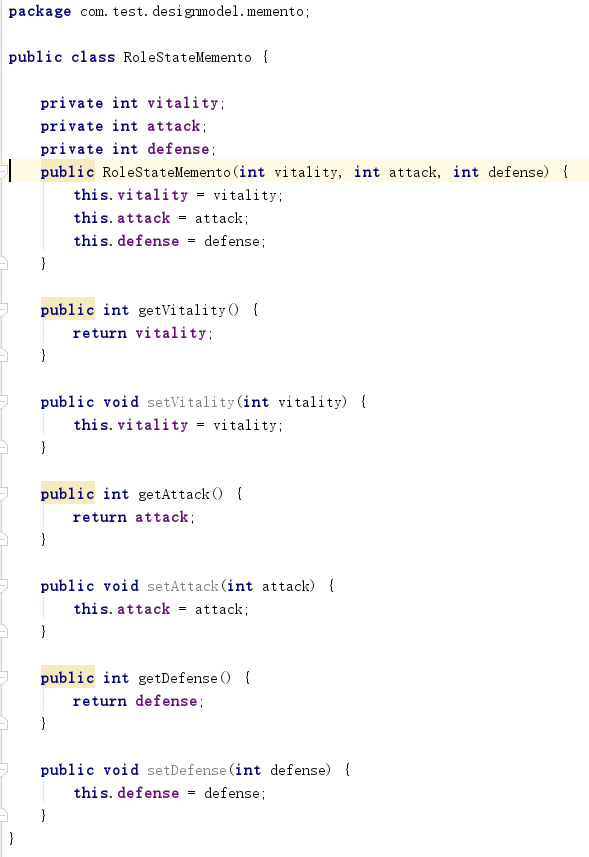 package com.test.designmodel.memento;
public class RoleStateMemento {
private int vitality;
private int attack;
private int defense;
public RoleStateMemento(int vitality, int attack, int defense) {
this.vitality = vitality;
this.attack = attack;
this.defense = defense;
}
public int getVitality() {
return vitality;
}
public void setVitality(int vitality) {
this.vitality = vitality;
}
public int getAttack() {
return attack;
}
public void setAttack(int attack) {
this.attack = attack;
}
public int getDefense() {
return defense;
}
public void setDefense(int defense) {
this.defense = defense;
}
}